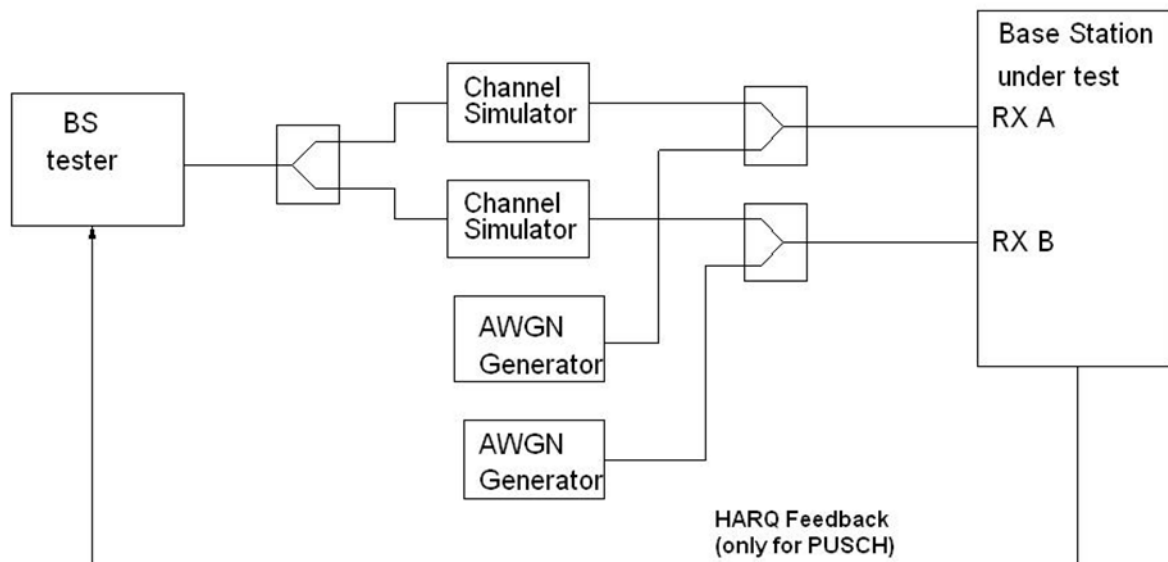 BS
tester
Channel
Simulator
Channel
Simulator
AWGN
Generator
AWGN
Generator
Base Station
under test
RX A
RX B
HARQ Feedback
(only for PUSCH)